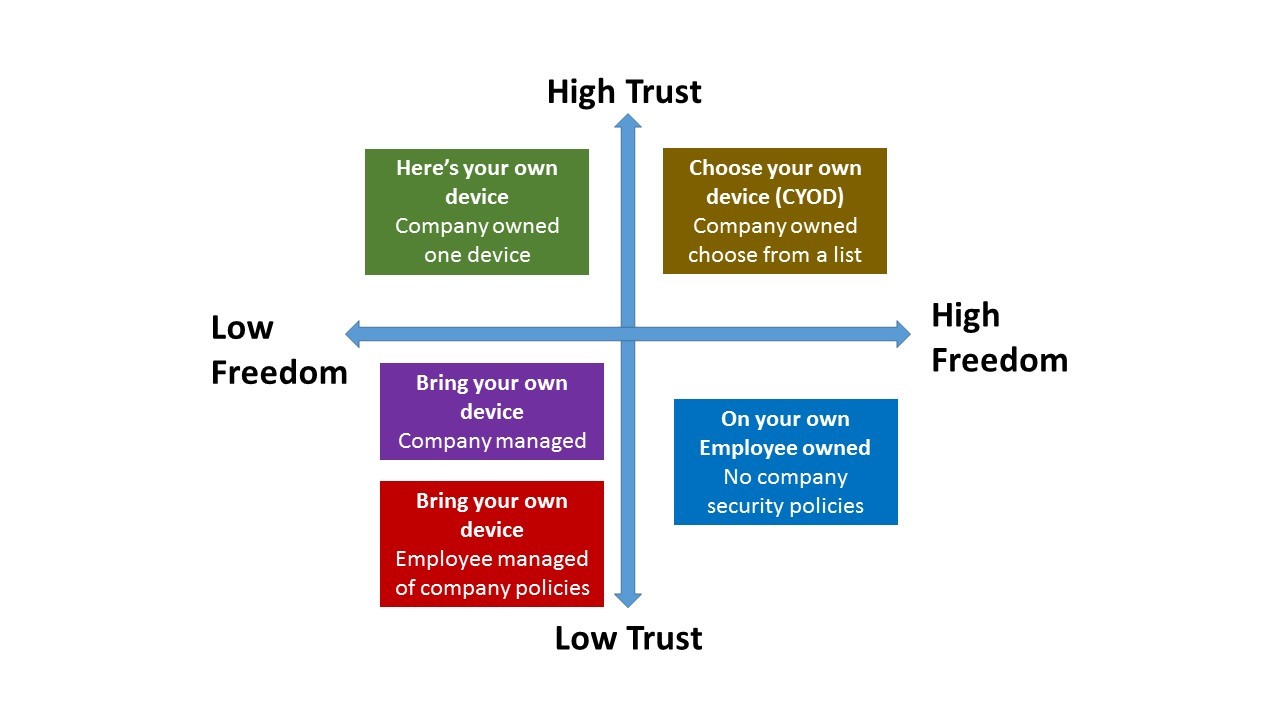 High Trust
Here's your own
device
Company owned
one device
Choose your own
device (CYOD)
Company owned
choose from a list
Low
Freedom
High
Freedom
Bring your own
device
Company managed
On your own
Employee owned
No company
security policies
Bring your own
device
Employee managed
of company policies
Low Trust